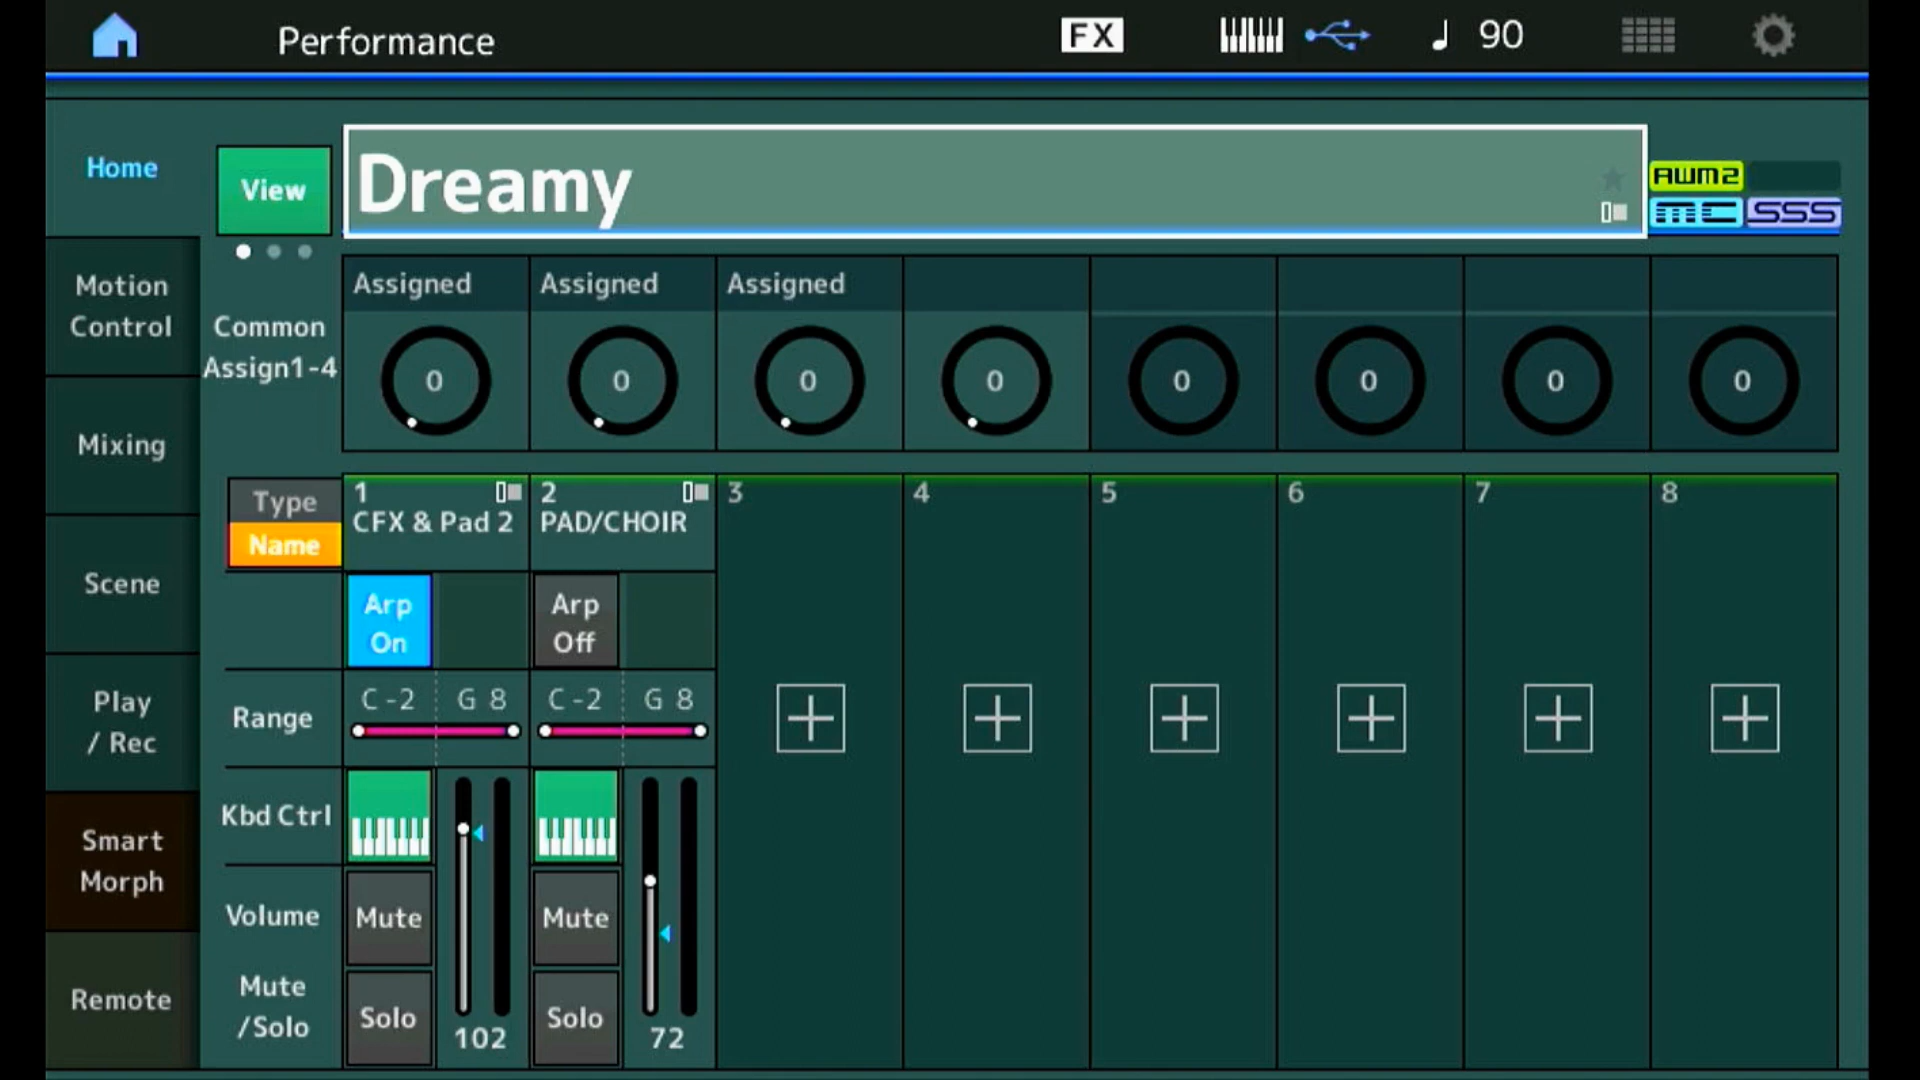 Performance
FX
90
Home
View
Dreamy
AWM2
MC
SSS
Motion
Control
Common
Assign1-4
Assigned
Assigned
Assigned
0
0
0
0
0
0
0
0
Mixing
Type
Name
1
CFX & Pad 2
2
PAD/CHOIR
3
4
5
6
7
8
Scene
Arp
On
Arp
Off
Play
/ Rec
Range
C -2
G 8
C -2
G 8
Kbd Ctrl
Smart
Morph
Volume
Mute
Mute
Remote
Mute
/Solo
Solo
102
Solo
72